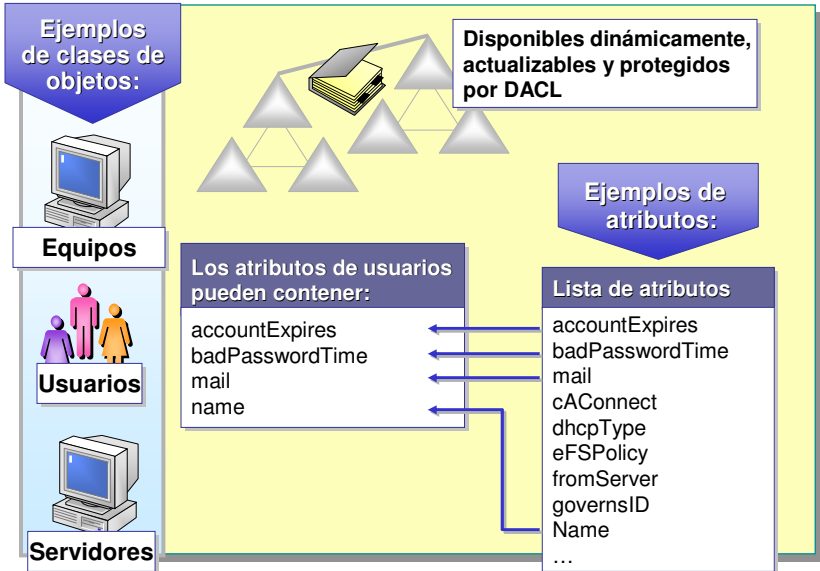 Ejemplos
de clases de
objetos:
Disponibles dinámicamente,
actualizables y protegidos
por DACL
Equipos
Usuarios
Servidores
Ejemplos de
atributos:
Los atributos de usuarios
pueden contener:
accountExpires
badPasswordTime
mail
name
Lista de atributos
accountExpires
badPasswordTime
mail
cAConnect
dhcpType
eFSPolicy
fromServer
governsID
Name
…